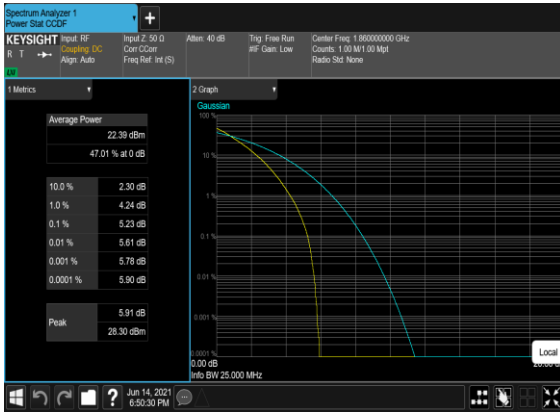 Spectrum Analyzer 1
Power Stat CCDF
KEYSIGHT
R T
LXI
Input: RF
Coupling: DC
Align: Auto
Input Z: 50 Ω
Corr CCorr
Freq Ref: Int (S)
Atten: 40 dB
Trig: Free Run
#IF Gain: Low
Center Freq: 1.860000000 GHz
Counts: 1.00 M/1.00 Mpt
Radio Std: None
1 Metrics
Average Power
22.39 dBm
47.01 % at 0 dB
10.0 % 2.30 dB
1.0 % 4.24 dB
0.1 % 5.23 dB
0.01 % 5.61 dB
0.001 % 5.78 dB
0.0001 % 5.90 dB
Peak
5.91 dB
28.30 dBm
2 Graph
Gaussian
100 %
10 %
1 %
0.1 %
0.01 %
0.001 %
0.0001 %
0.00 dB
Info BW 25.000 MHz
Local
Jun 14, 2021
6:50:30 PM